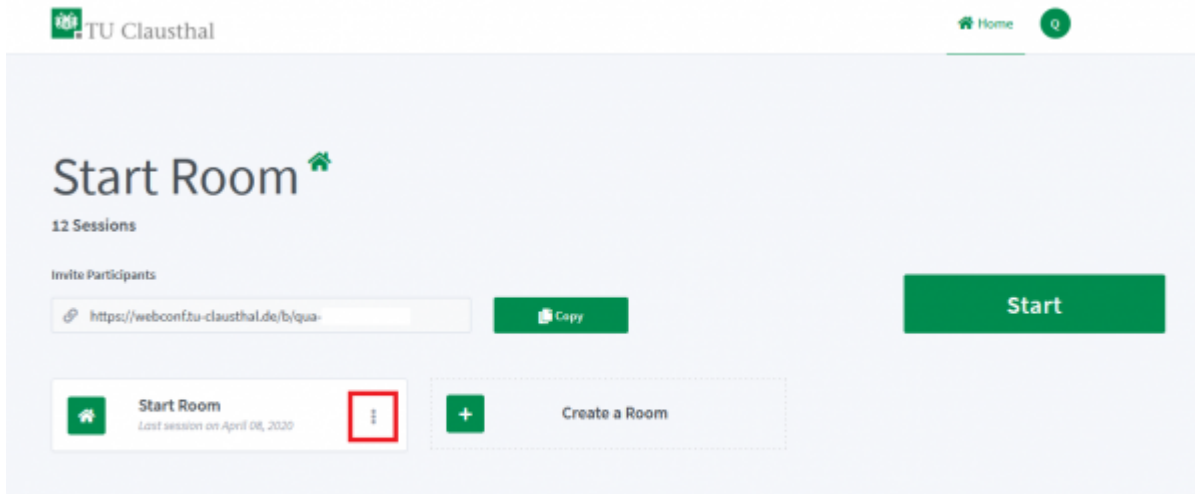 TU Clausthal
Home
Q
Start Room
12 Sessions
Invite Participants
https://webconf.tu-clausthal.de/b/qua-
Copy
Start
Start Room
Last session on April 08, 2020
Create a Room